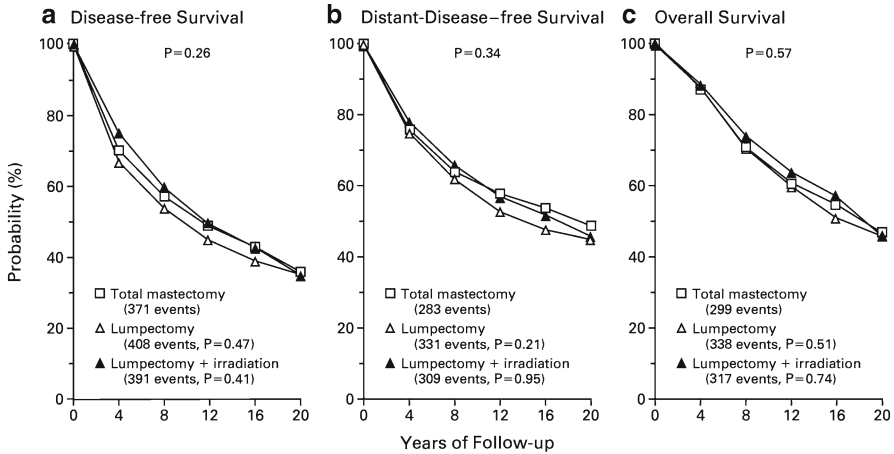 a Disease-free Survival
P=0.26
100
80
60
40
20
0
Probability (%)
Total mastectomy
(371 events)
Lumpectomy
(408 events, P=0.47)
Lumpectomy + irradiation
(391 events, P=0.41)
0 4 8 12 16 20
b Distant-Disease–free Survival
P=0.34
100
80
60
40
20
0
Total mastectomy
(283 events)
Lumpectomy
(331 events, P=0.21)
Lumpectomy + irradiation
(309 events, P=0.95)
0 4 8 12 16 20
Years of Follow-up
c Overall Survival
P=0.57
100
80
60
40
20
0
Total mastectomy
(299 events)
Lumpectomy
(338 events, P=0.51)
Lumpectomy + irradiation
(317 events, P=0.74)
0 4 8 12 16 20